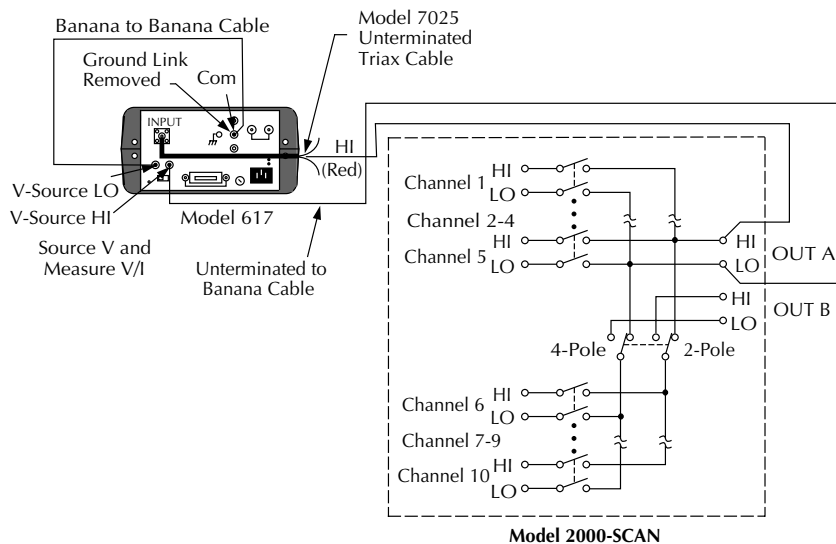 Banana to Banana Cable
Ground Link
Removed
Com
Model 7025
Unterminated
Triax Cable
INPUT
HI
(Red)
V-Source LO
V-Source HI
Model 617
Source V and
Measure V/I
Unterminated to
Banana Cable
Channel 1
HI
LO
Channel 2-4
Channel 5
HI
LO
HI
LO
OUT A
HI
LO
OUT B
4-Pole
2-Pole
Channel 6
HI
LO
Channel 7-9
Channel 10
HI
LO
Model 2000-SCAN